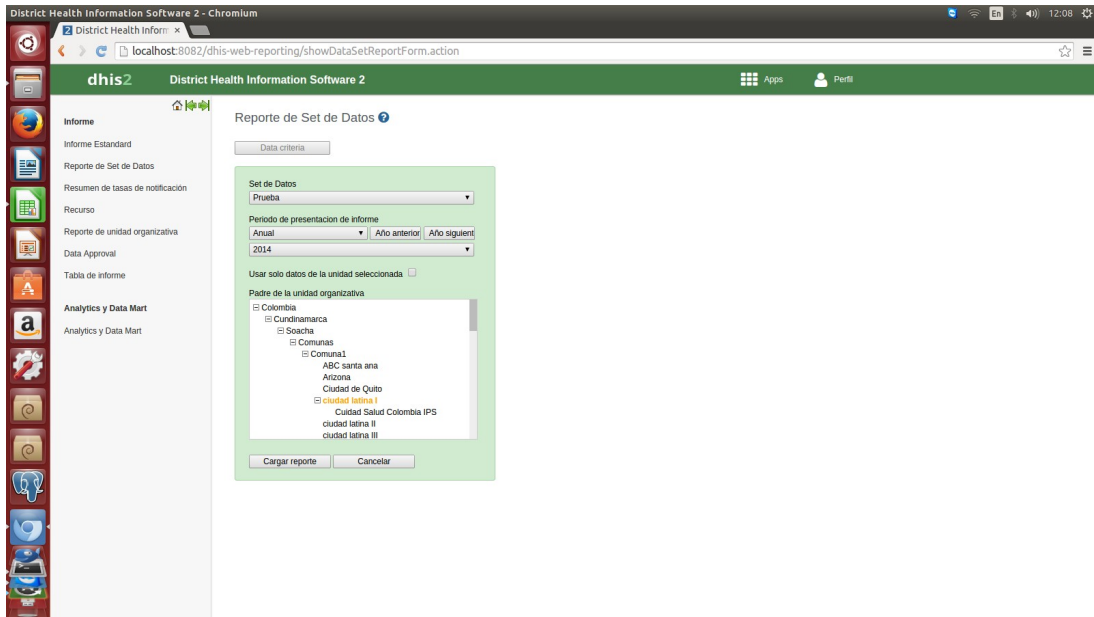 District Health Information Software 2 - Chromium
En
12:08
2 District Health Inform ×
localhost:8082/dhis-web-reporting/showDataSetReportForm.action
dhis2 District Health Information Software 2
Apps
Perfil
Informe
Informe Estandard
Reporte de Set de Datos
Resumen de tasas de notificación
Recurso
Reporte de unidad organizativa
Data Approval
Tabla de informe
Analytics y Data Mart
Analytics y Data Mart
Reporte de Set de Datos
Data criteria
Set de Datos
Prueba
Periodo de presentacion de informe
Anual Año anterior Año siguient
2014
Usar solo datos de la unidad seleccionada
Padre de la unidad organizativa
Colombia
Cundinamarca
Soacha
Comunas
Comuna1
ABC santa ana
Arizona
Ciudad de Quito
ciudad latina I
Cuidad Salud Colombia IPS
ciudad latina II
ciudad latina III
Cargar reporte Cancelar